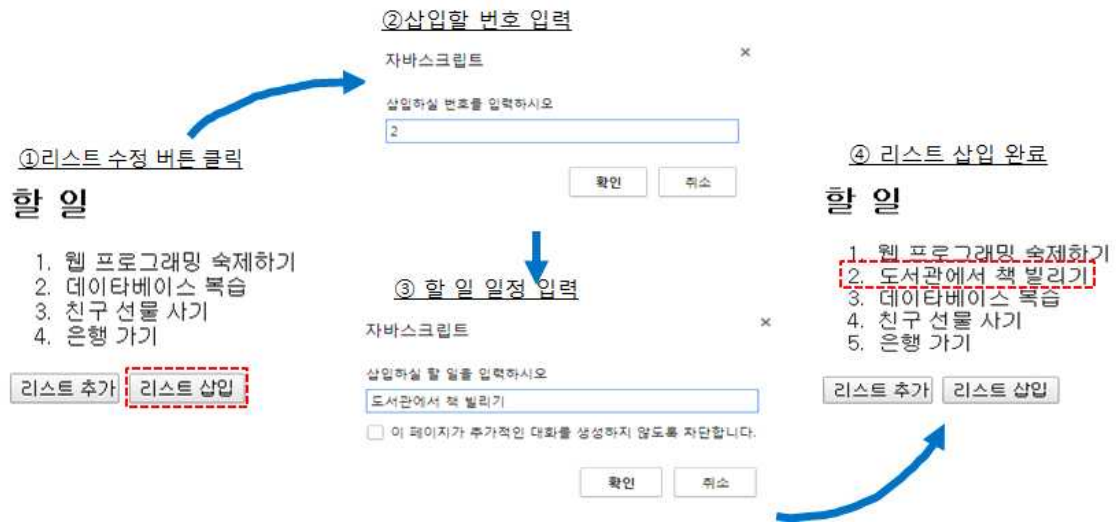 ①리스트 수정 버튼 클릭
할 일
1. 웹 프로그래밍 숙제하기
2. 데이타베이스 복습
3. 친구 선물 사기
4. 은행 가기
리스트 추가 리스트 삽입
②삽입할 번호 입력
자바스크립트 ×
삽입하실 번호를 입력하시오
2
확인 취소
③ 할 일 일정 입력
자바스크립트 ×
삽입하실 할 일을 입력하시오
도서관에서 책 빌리기
이 페이지가 추가적인 대화를 생성하지 않도록 차단합니다.
확인 취소
④ 리스트 삽입 완료
할 일
1. 웹 프로그래밍 숙제하기
2. 도서관에서 책 빌리기
3. 데이타베이스 복습
4. 친구 선물 사기
5. 은행 가기
리스트 추가 리스트 삽입